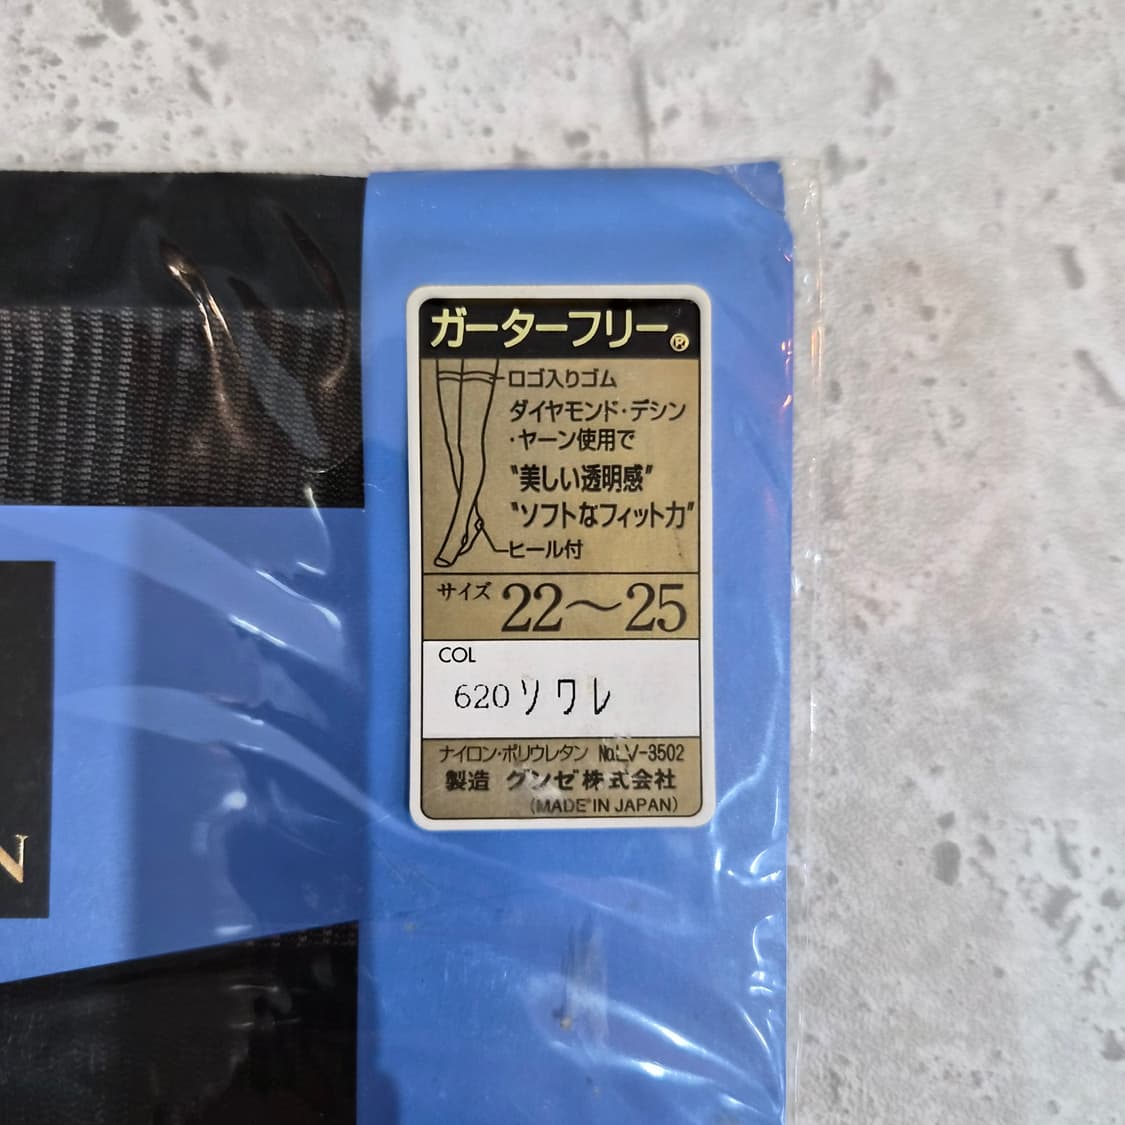 ガーターフリー®
ロゴ入りゴム
ダイヤモンド・デシン
・ヤーン使用で
"美しい透明感"
"ソフトなフィット力"
ヒール付
サイズ 22〜25
COL
620ソワレ
ナイロン・ポリウレタン No.LV-3502
製造 グンゼ株式会社
(MADE IN JAPAN)
N